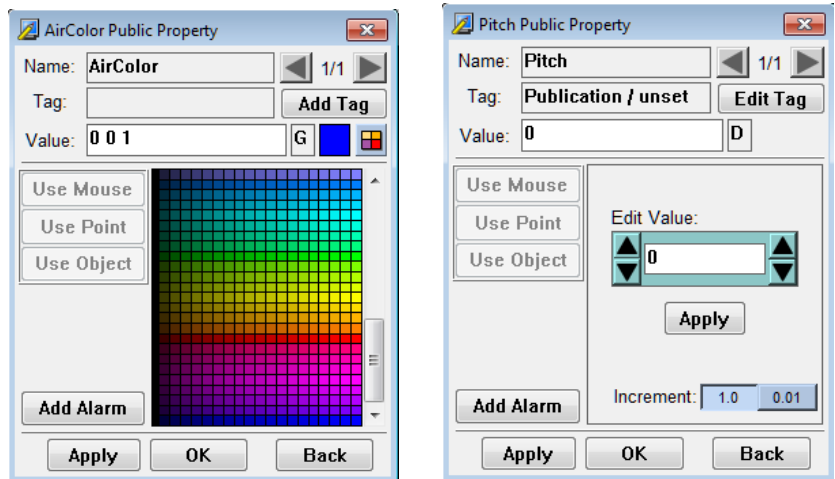 AirColor Public Property
Name: AirColor 1/1
Tag: Add Tag
Value: 0 0 1 G
Use Mouse
Use Point
Use Object
Add Alarm
Apply OK Back
Pitch Public Property
Name: Pitch 1/1
Tag: Publication / unset Edit Tag
Value: 0 D
Use Mouse
Use Point
Use Object
Edit Value:
0
Apply
Add Alarm
Increment: 1.0 0.01
Apply OK Back